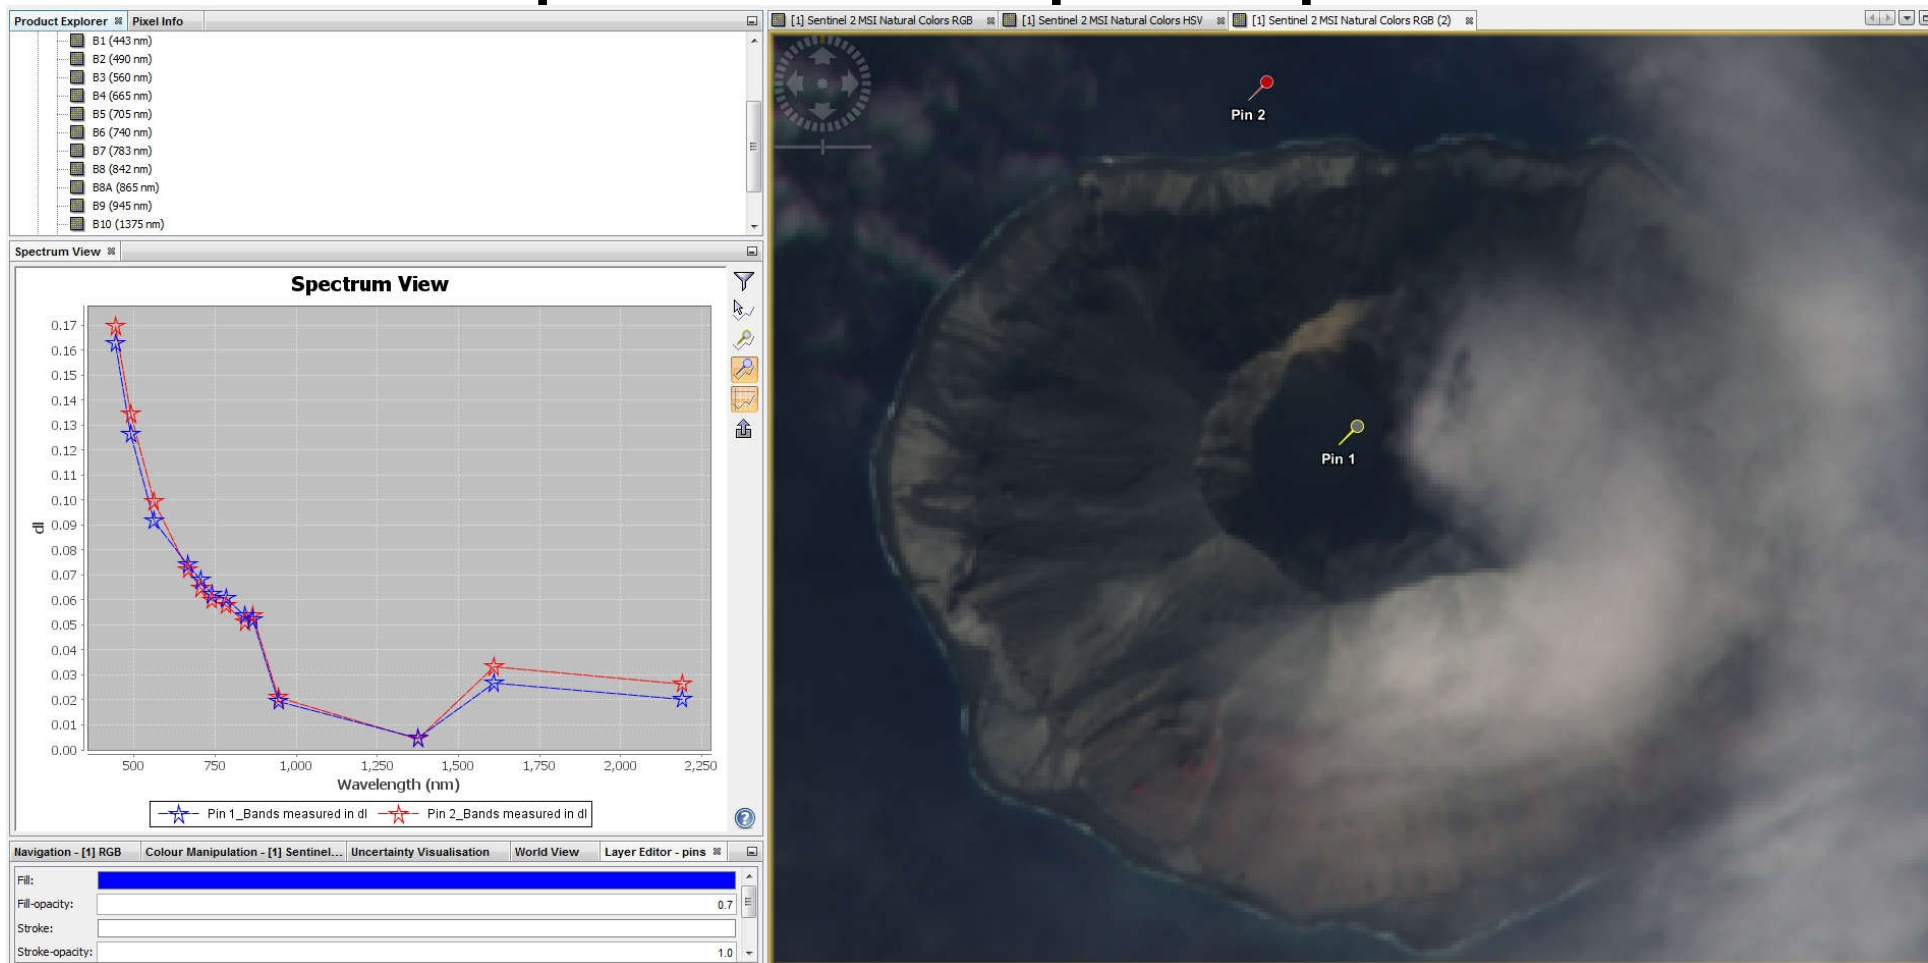 Product Explorer Pixel Info
B1 (443 nm)
B2 (490 nm)
B3 (560 nm)
B4 (665 nm)
B5 (705 nm)
B6 (740 nm)
B7 (783 nm)
B8 (842 nm)
B8A (865 nm)
B9 (945 nm)
B10 (1375 nm)
Spectrum View
Spectrum View
0.17
0.16
0.15
0.14
0.13
0.12
0.11
0.10
0.09
0.08
0.07
0.06
0.05
0.04
0.03
0.02
0.01
0.00
dl
500 750 1,000 1,250 1,500 1,750 2,000 2,250
Wavelength (nm)
Pin 1_Bands measured in dl Pin 2_Bands measured in dl
Navigation - [1] RGB Colour Manipulation - [1] Sentinel... Uncertainty Visualisation World View Layer Editor - pins
Fill:
Fill-opacity: 0.7
Stroke:
Stroke-opacity: 1.0
[1] Sentinel 2 MSI Natural Colors RGB [1] Sentinel 2 MSI Natural Colors HSV [1] Sentinel 2 MSI Natural Colors RGB (2)
Pin 2
Pin 1